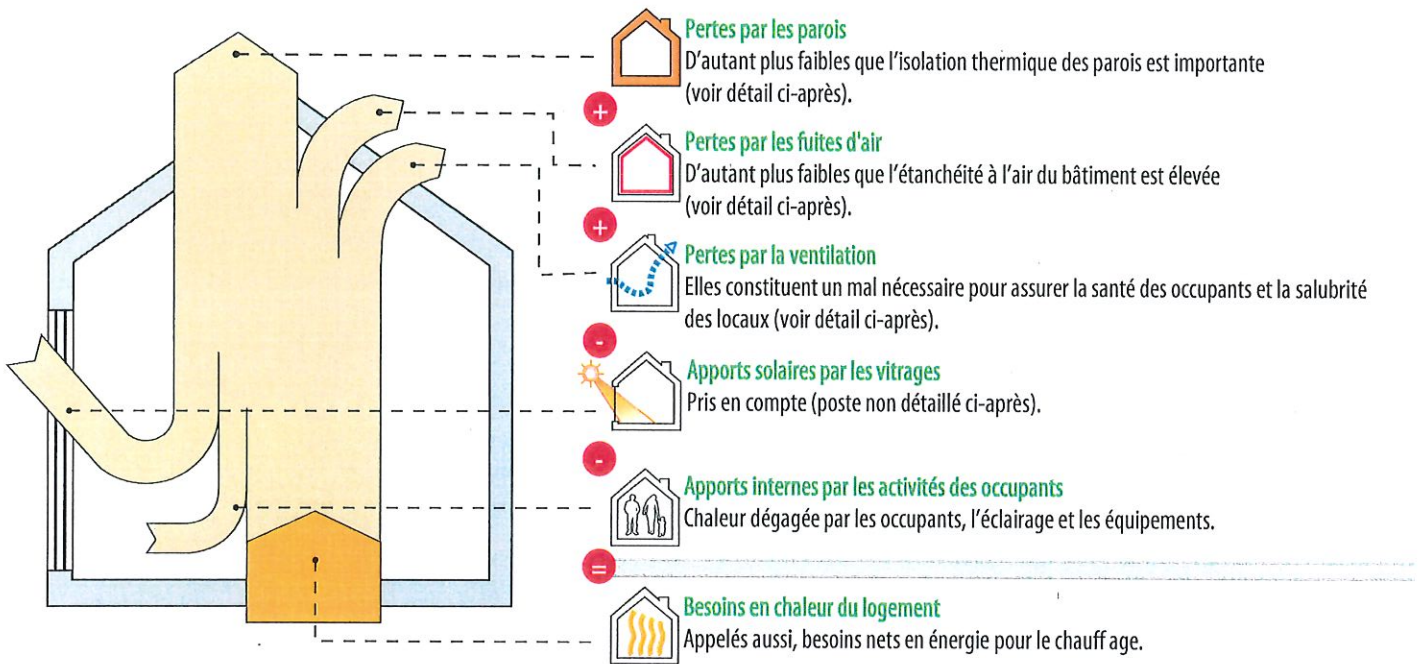 Pertes par les parois
D'autant plus faibles que l'isolation thermique des parois est importante
(voir détail ci-après).
+
Pertes par les fuites d'air
D'autant plus faibles que l'étanchéité à l'air du bâtiment est élevée
(voir détail ci-après).
+
Pertes par la ventilation
Elles constituent un mal nécessaire pour assurer la santé des occupants et la salubrité
des locaux (voir détail ci-après).
-
Apports solaires par les vitrages
Pris en compte (poste non détaillé ci-après).
-
Apports internes par les activités des occupants
Chaleur dégagée par les occupants, l'éclairage et les équipements.
=
Besoins en chaleur du logement
Appelés aussi, besoins nets en énergie pour le chauff age.